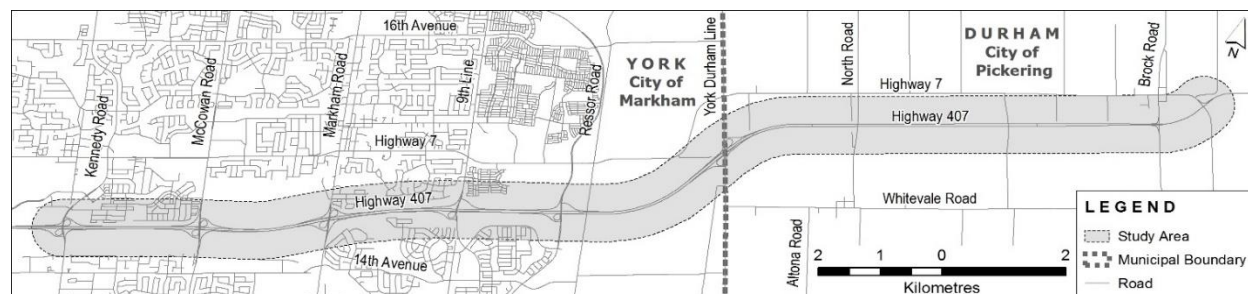 16th Avenue
Kennedy Road
McCowan Road
Markham Road
9th Line
Ressor Road
YORK
City of
Markham
York Durham Line
North Road
DURHAM
City of
Pickering
Brock Road
N
Highway 7
Highway 407
Highway 7
Highway 407
14th Avenue
Whitevale Road
Altona Road
2 1 0 2
Kilometres
LEGEND
Study Area
Municipal Boundary
Road